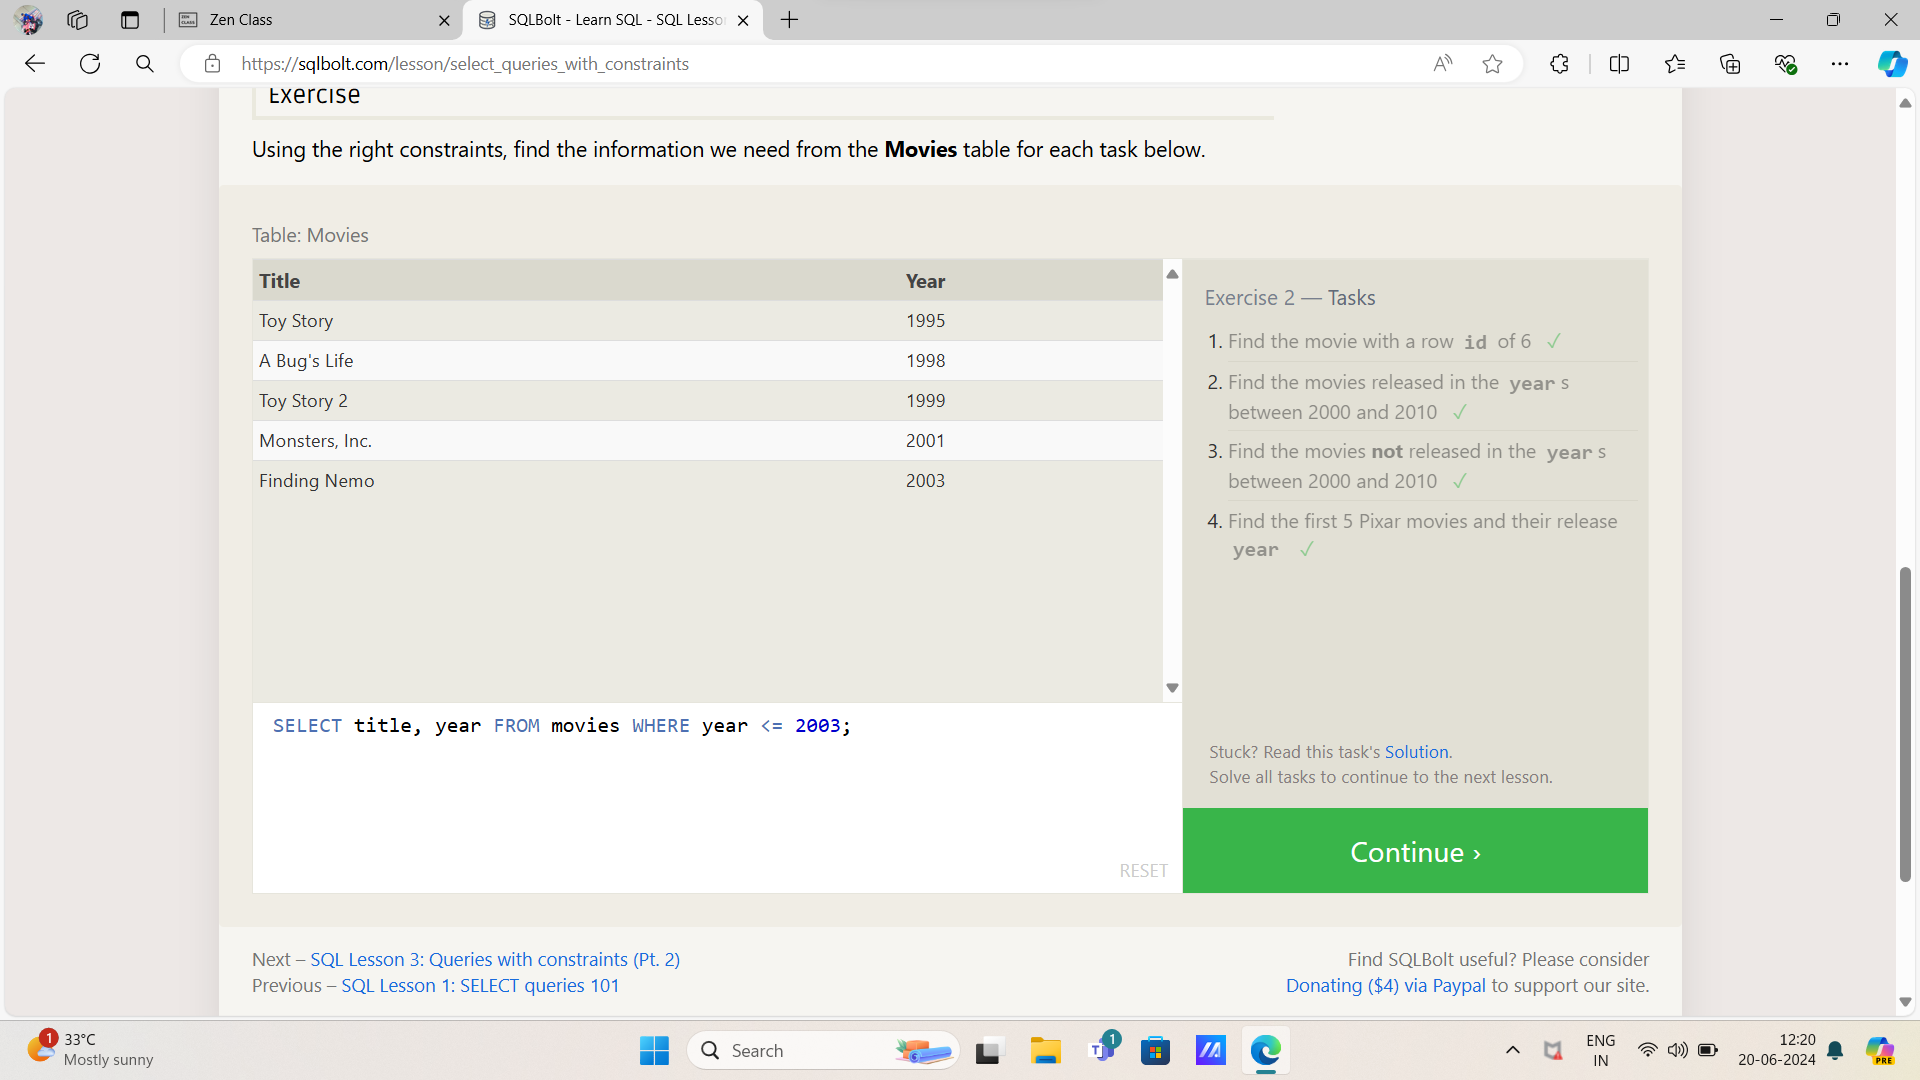 Zen Class
SQLBolt - Learn SQL - SQL Lesso
https://sqlbolt.com/lesson/select_queries_with_constraints
Exercise
Using the right constraints, find the information we need from the Movies table for each task below.
Table: Movies
Title Year
Toy Story 1995
A Bug's Life 1998
Toy Story 2 1999
Monsters, Inc. 2001
Finding Nemo 2003
SELECT title, year FROM movies WHERE year <= 2003;
RESET
Exercise 2 — Tasks
1. Find the movie with a row id of 6 ✓
2. Find the movies released in the year s
between 2000 and 2010 ✓
3. Find the movies not released in the year s
between 2000 and 2010 ✓
4. Find the first 5 Pixar movies and their release
year ✓
Stuck? Read this task's Solution.
Solve all tasks to continue to the next lesson.
Continue ›
Next – SQL Lesson 3: Queries with constraints (Pt. 2)
Previous – SQL Lesson 1: SELECT queries 101
Find SQLBolt useful? Please consider
Donating ($4) via Paypal to support our site.
1
33°C
Mostly sunny
Search
1
ENG
IN
12:20
20-06-2024
PRE